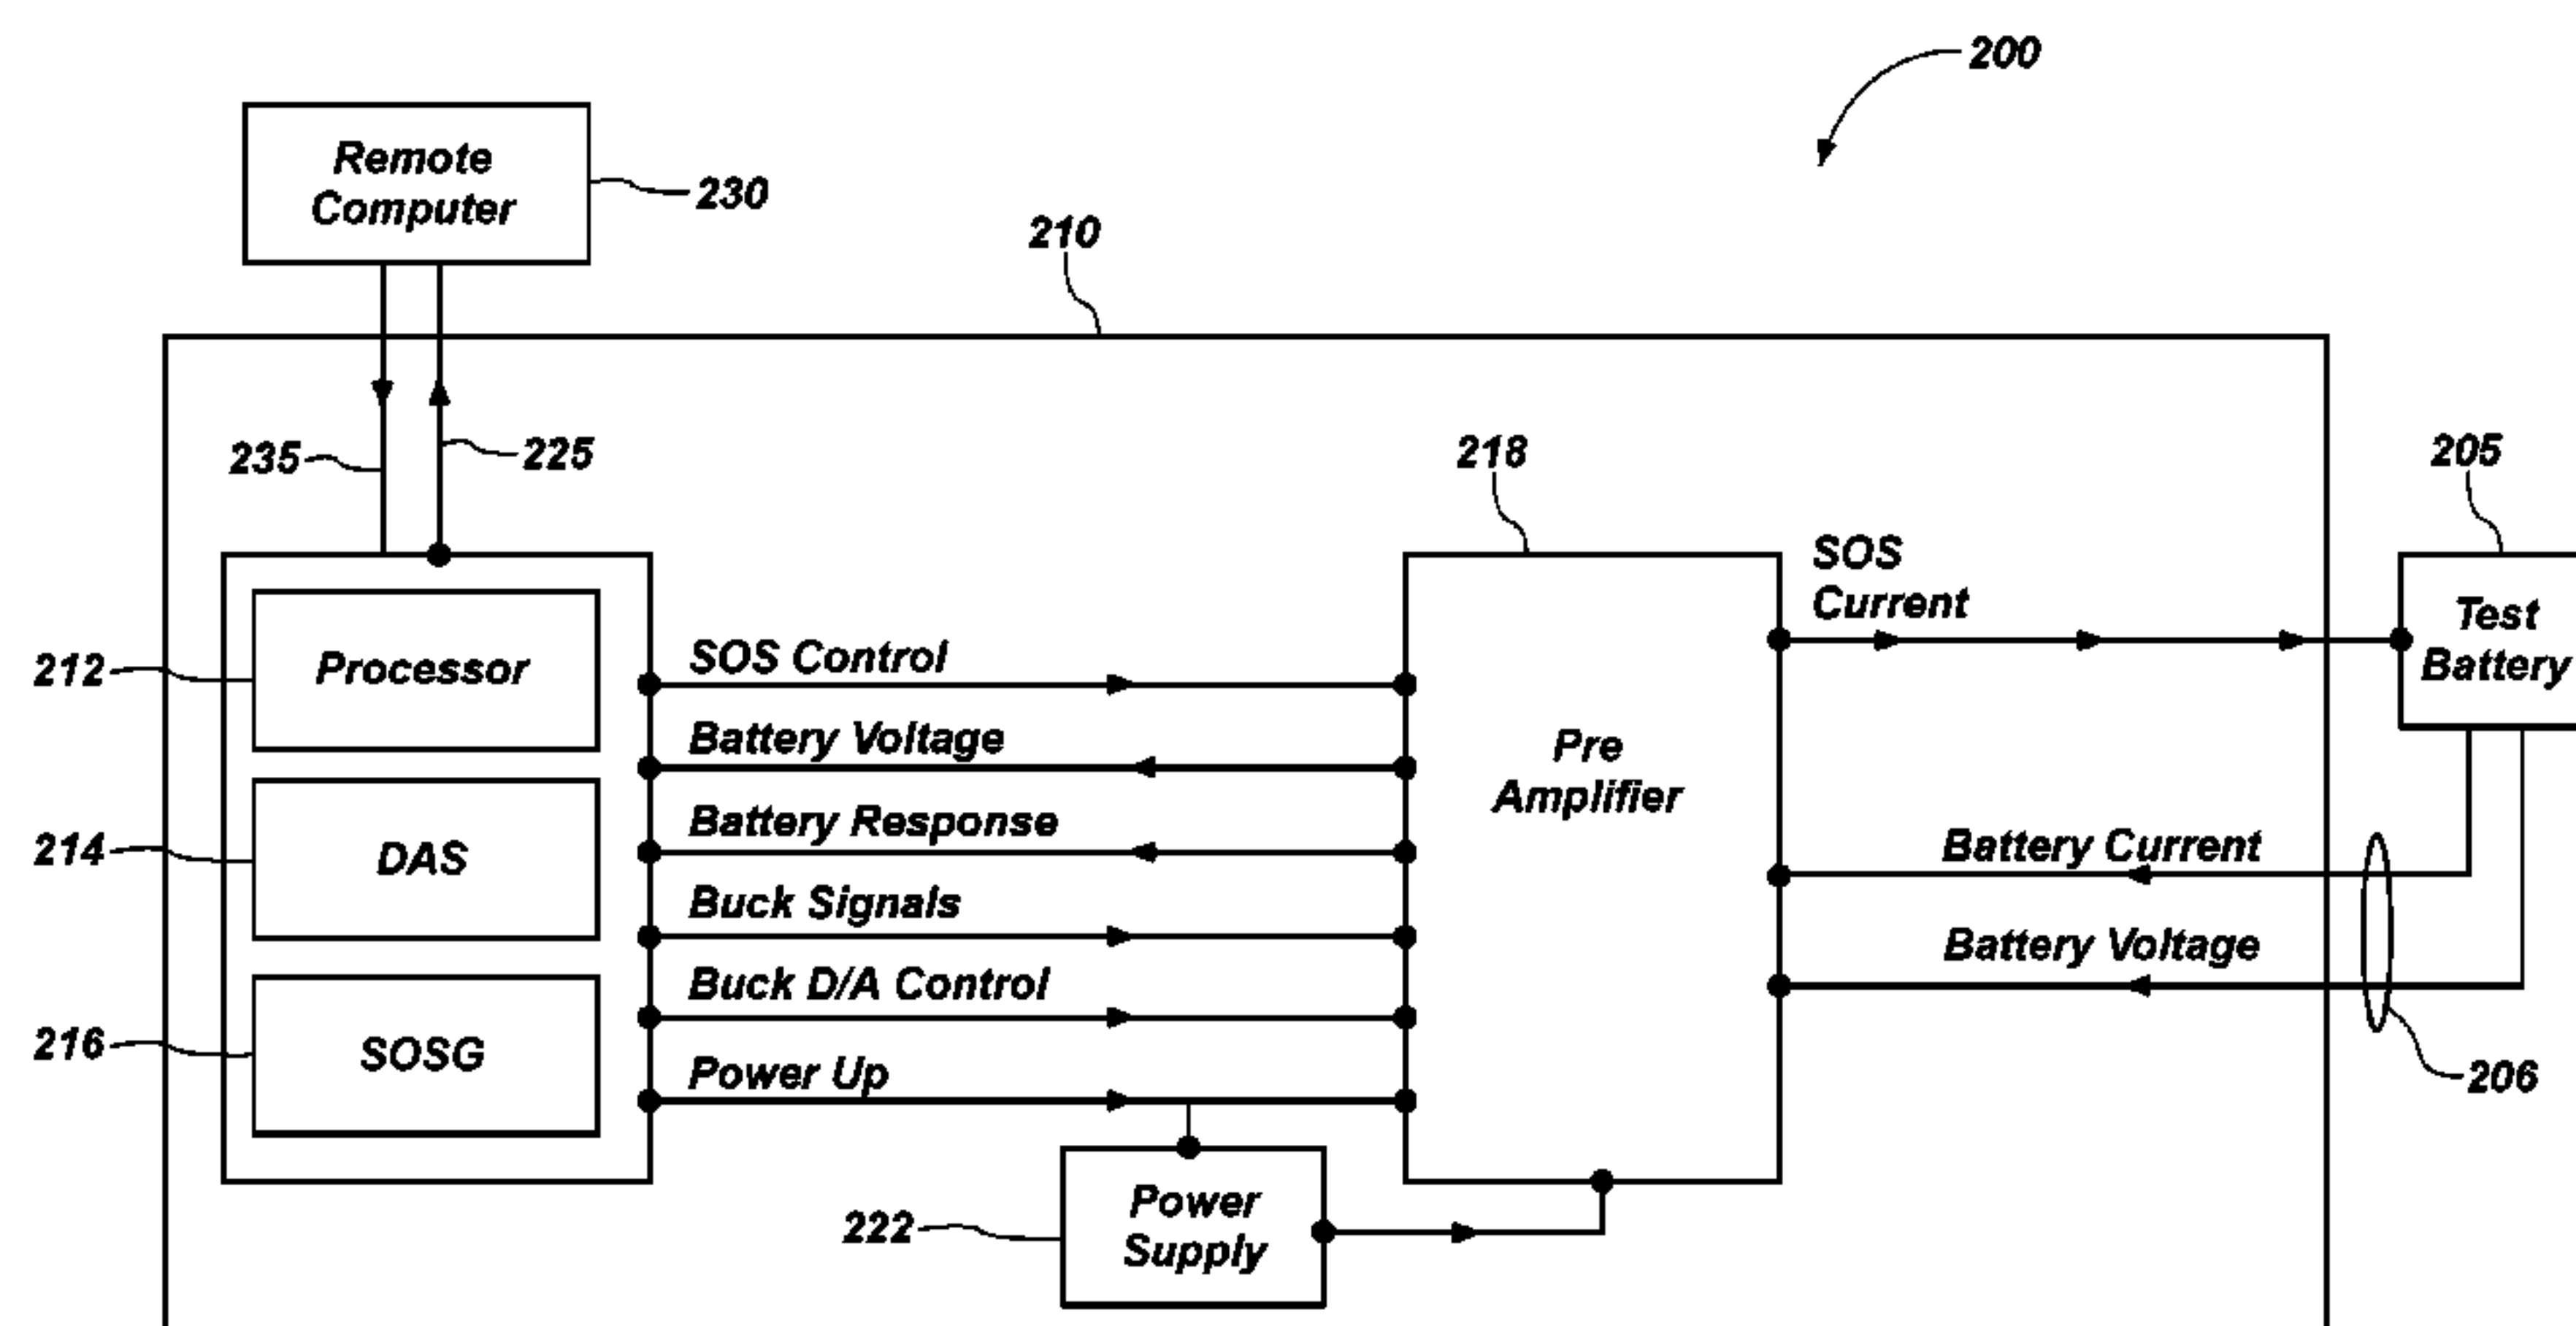 200
Remote
Computer
230
210
235
225
218
205
SOS
Current
Test
Battery
Processor
212
SOS Control
Battery Voltage
Pre
Amplifier
Battery Response
DAS
214
Battery Current
Buck Signals
Battery Voltage
Buck D/A Control
SOSG
216
Power Up
206
Power
Supply
222